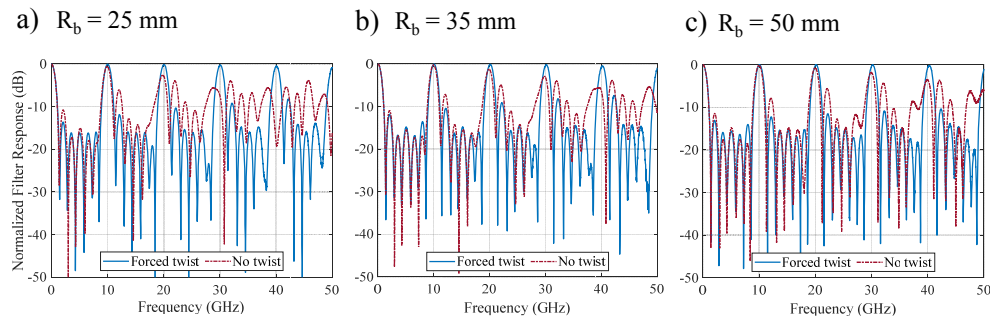 a) R_b = 25 mm
b) R_b = 35 mm
c) R_b = 50 mm
Normalized Filter Response (dB)
0
-10
-20
-30
-40
-50
Forced twist
No twist
0 10 20 30 40 50
Frequency (GHz)
0
-10
-20
-30
-40
-50
Forced twist
No twist
0 10 20 30 40 50
Frequency (GHz)
0
-10
-20
-30
-40
-50
Forced twist
No twist
0 10 20 30 40 50
Frequency (GHz)